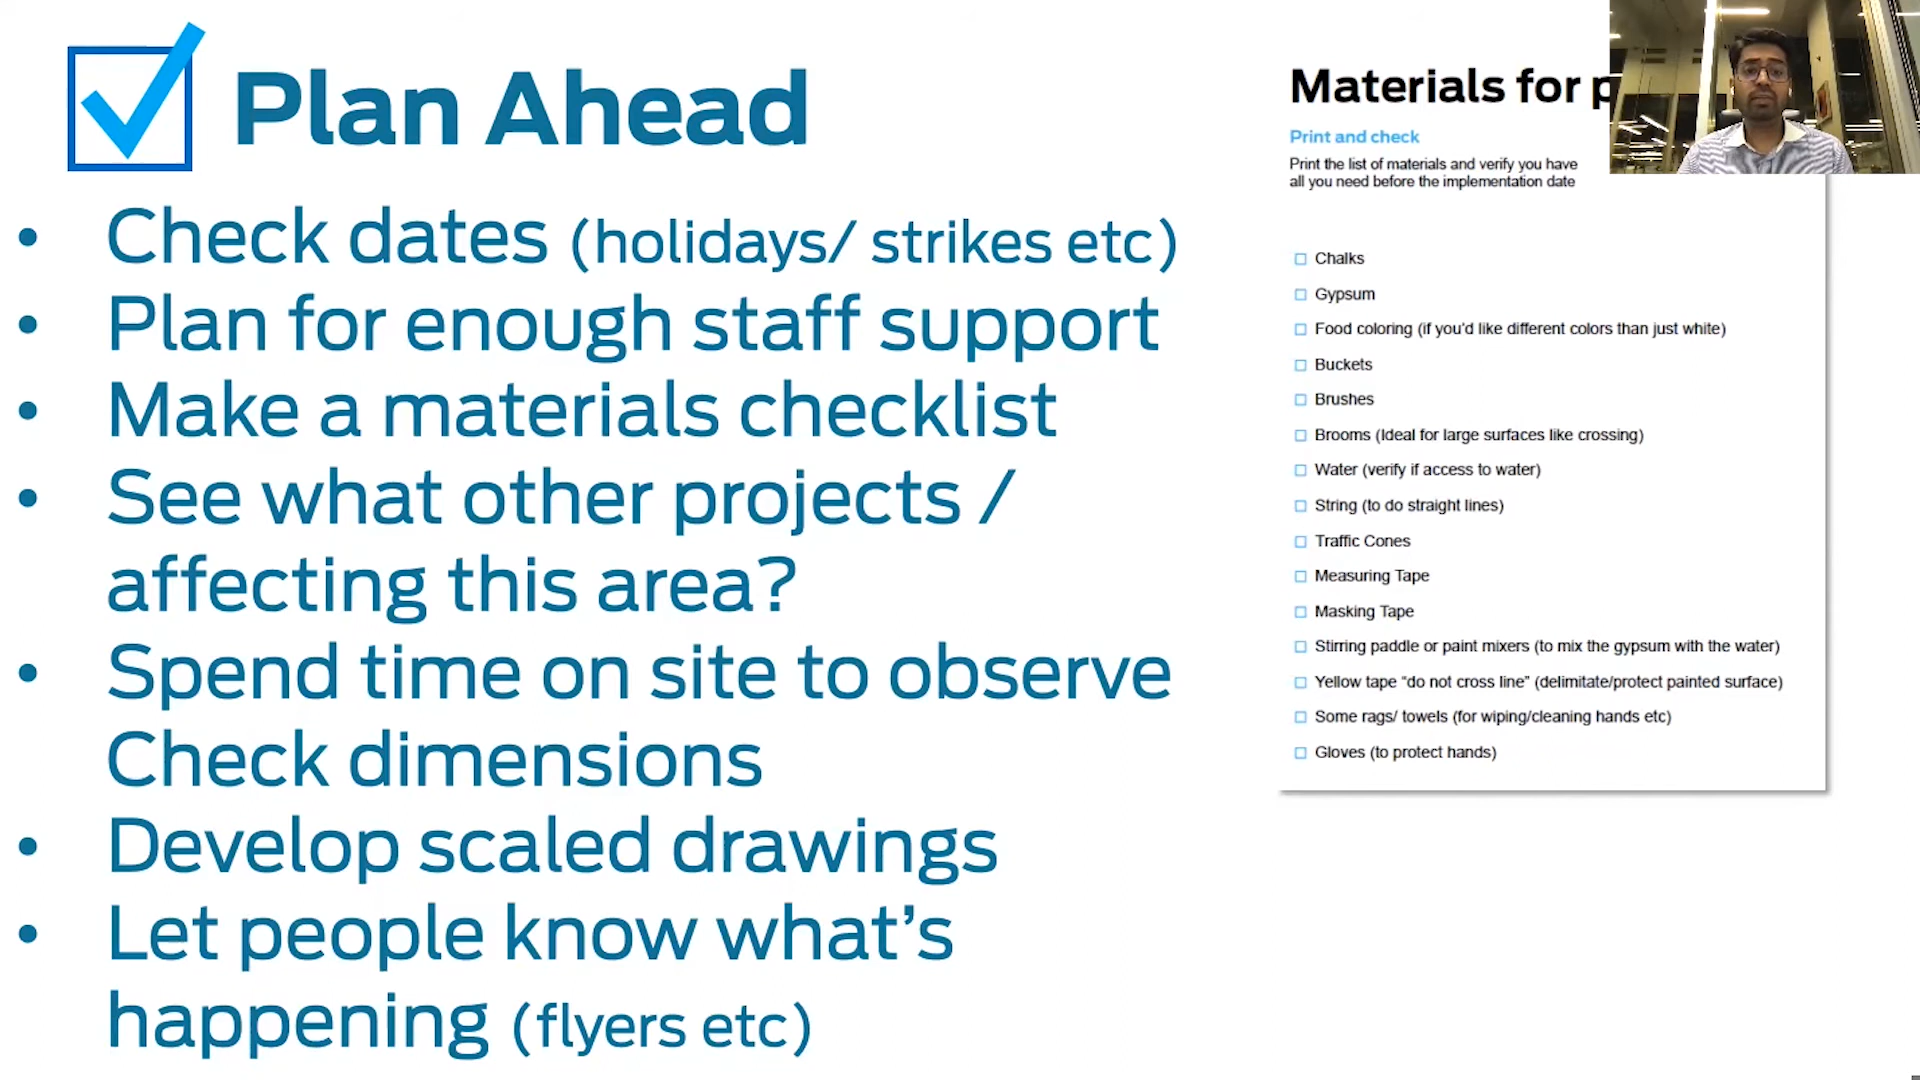 Plan Ahead
• Check dates (holidays/ strikes etc)
• Plan for enough staff support
• Make a materials checklist
• See what other projects /
affecting this area?
• Spend time on site to observe
Check dimensions
• Develop scaled drawings
• Let people know what's
happening (flyers etc)
Materials for
Print and check
Print the list of materials and verify you have
all you need before the implementation date
Chalks
Gypsum
Food coloring (if you'd like different colors than just white)
Buckets
Brushes
Brooms (Ideal for large surfaces like crossing)
Water (verify if access to water)
String (to do straight lines)
Traffic Cones
Measuring Tape
Masking Tape
Stirring paddle or paint mixers (to mix the gypsum with the water)
Yellow tape “do not cross line” (delimitate/protect painted surface)
Some rags/ towels (for wiping/cleaning hands etc)
Gloves (to protect hands)